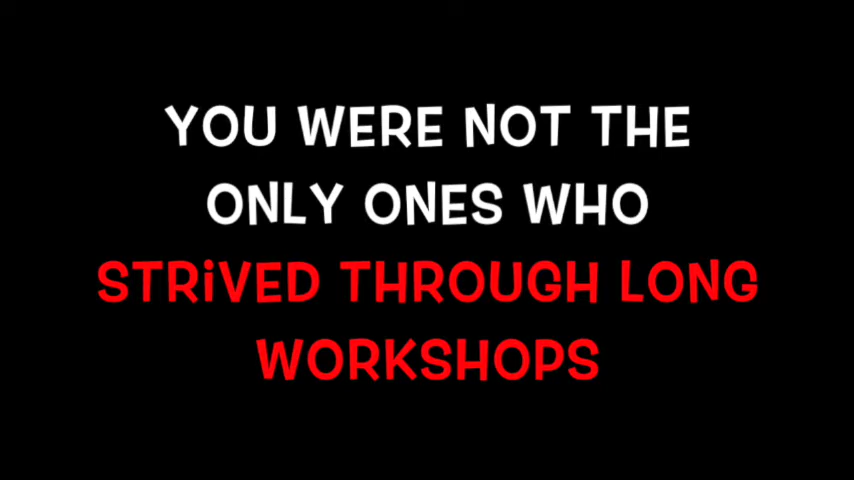 YOU WERE NOT THE
ONLY ONES WHO
STRiVED THROUGH LONG
WORKSHOPS